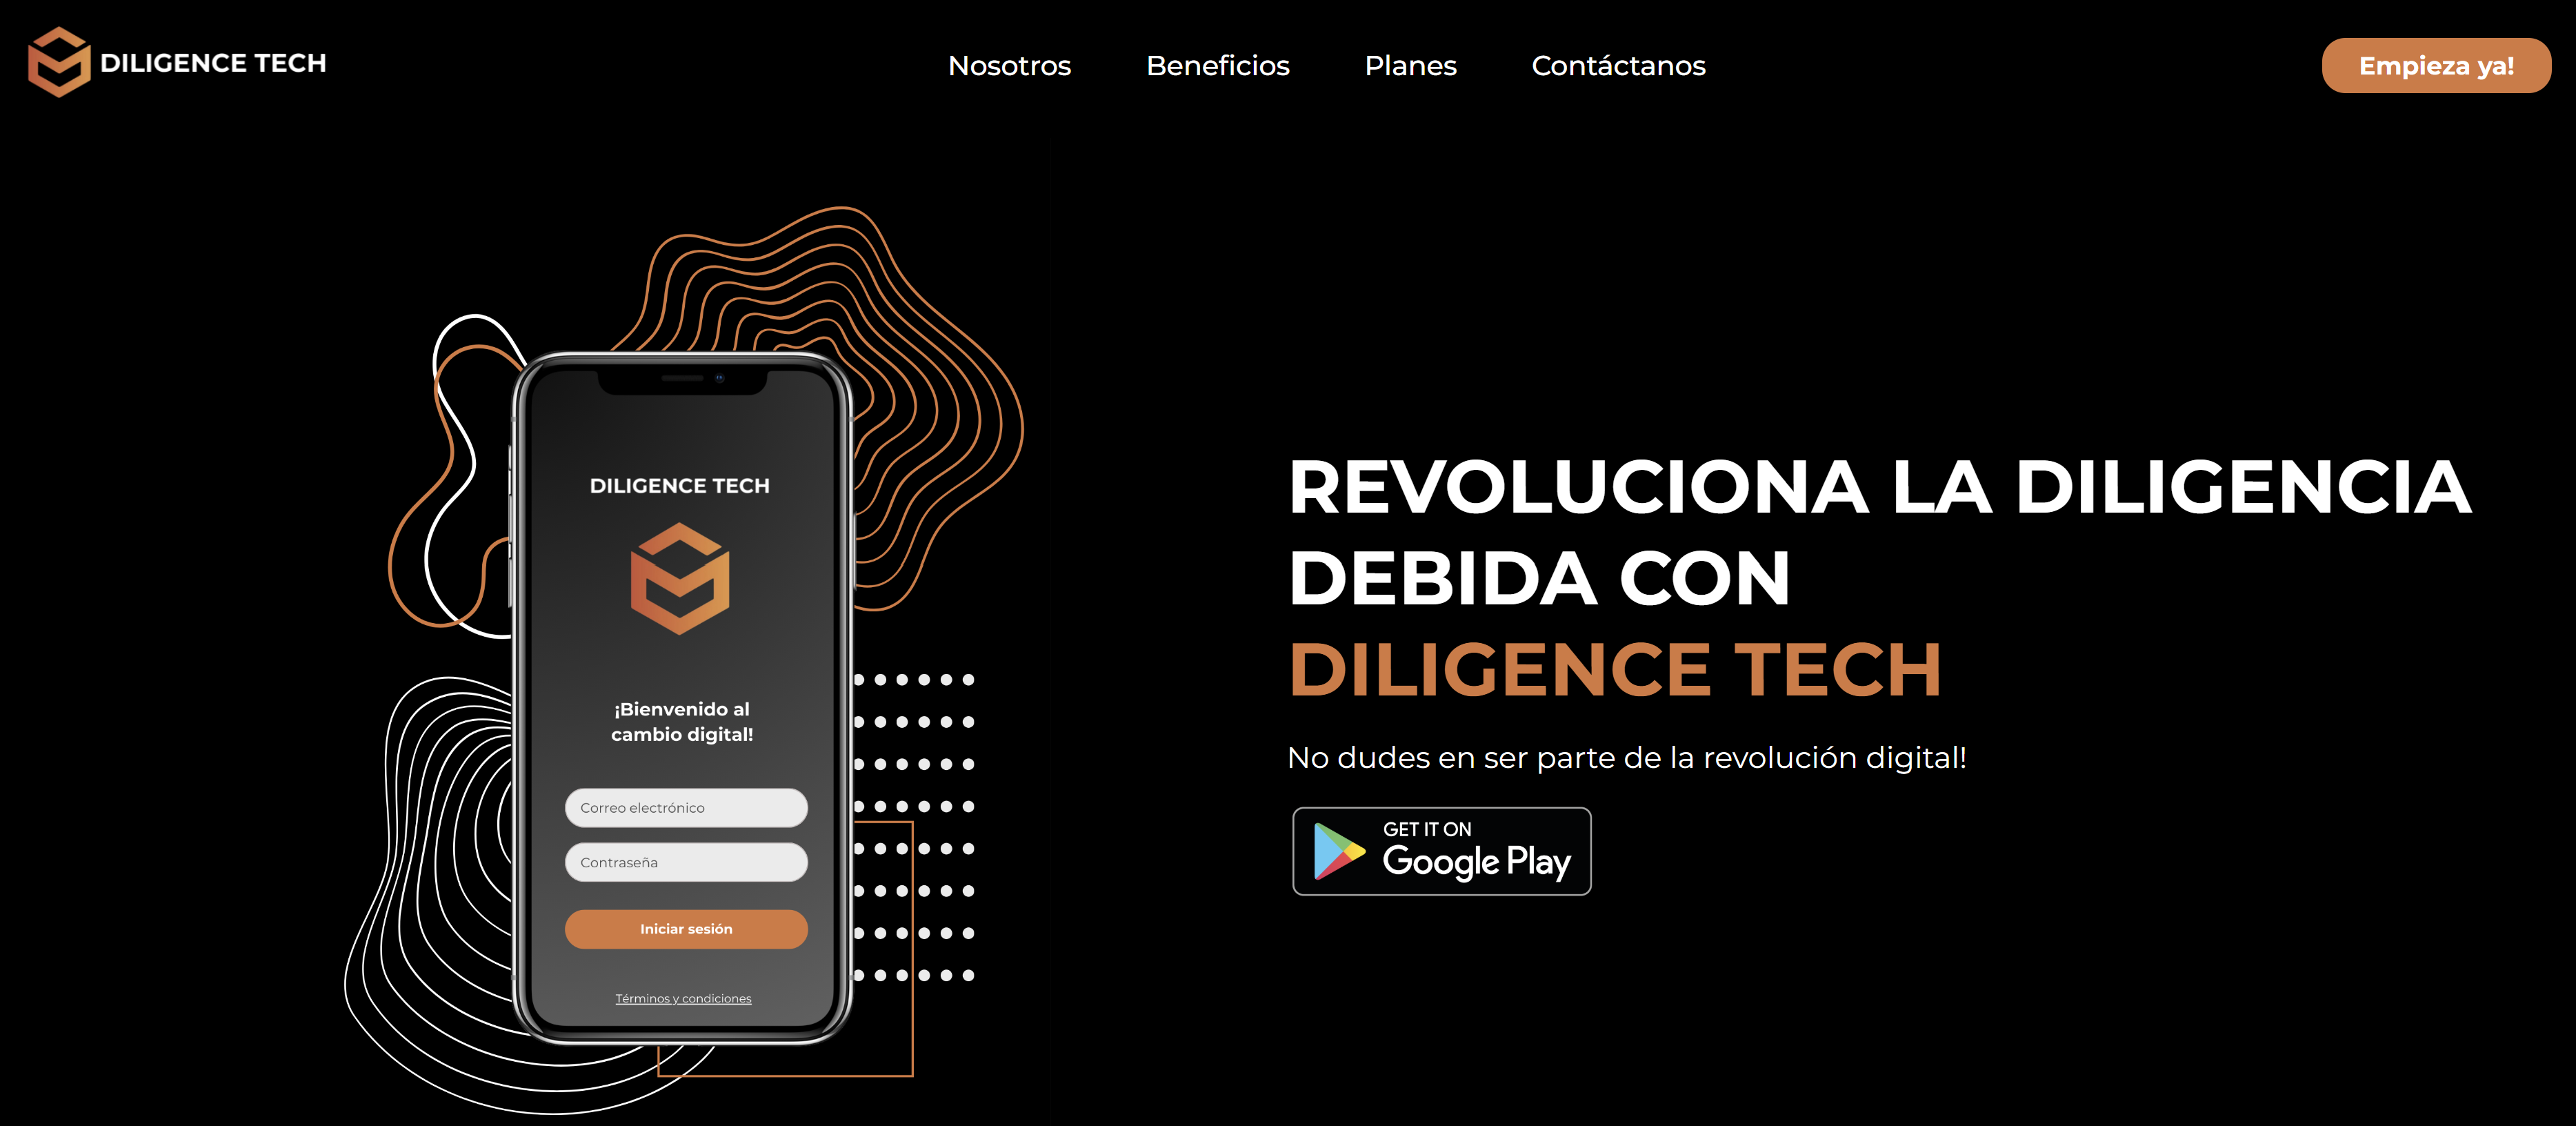 DILIGENCE TECH
Nosotros
Beneficios
Planes
Contáctanos
Empieza ya!
DILIGENCE TECH
¡Bienvenido al
cambio digital!
Correo electrónico
Contraseña
Iniciar sesión
Términos y condiciones
REVOLUCIONA LA DILIGENCIA
DEBIDA CON
DILIGENCE TECH
No dudes en ser parte de la revolución digital!
GET IT ON
Google Play